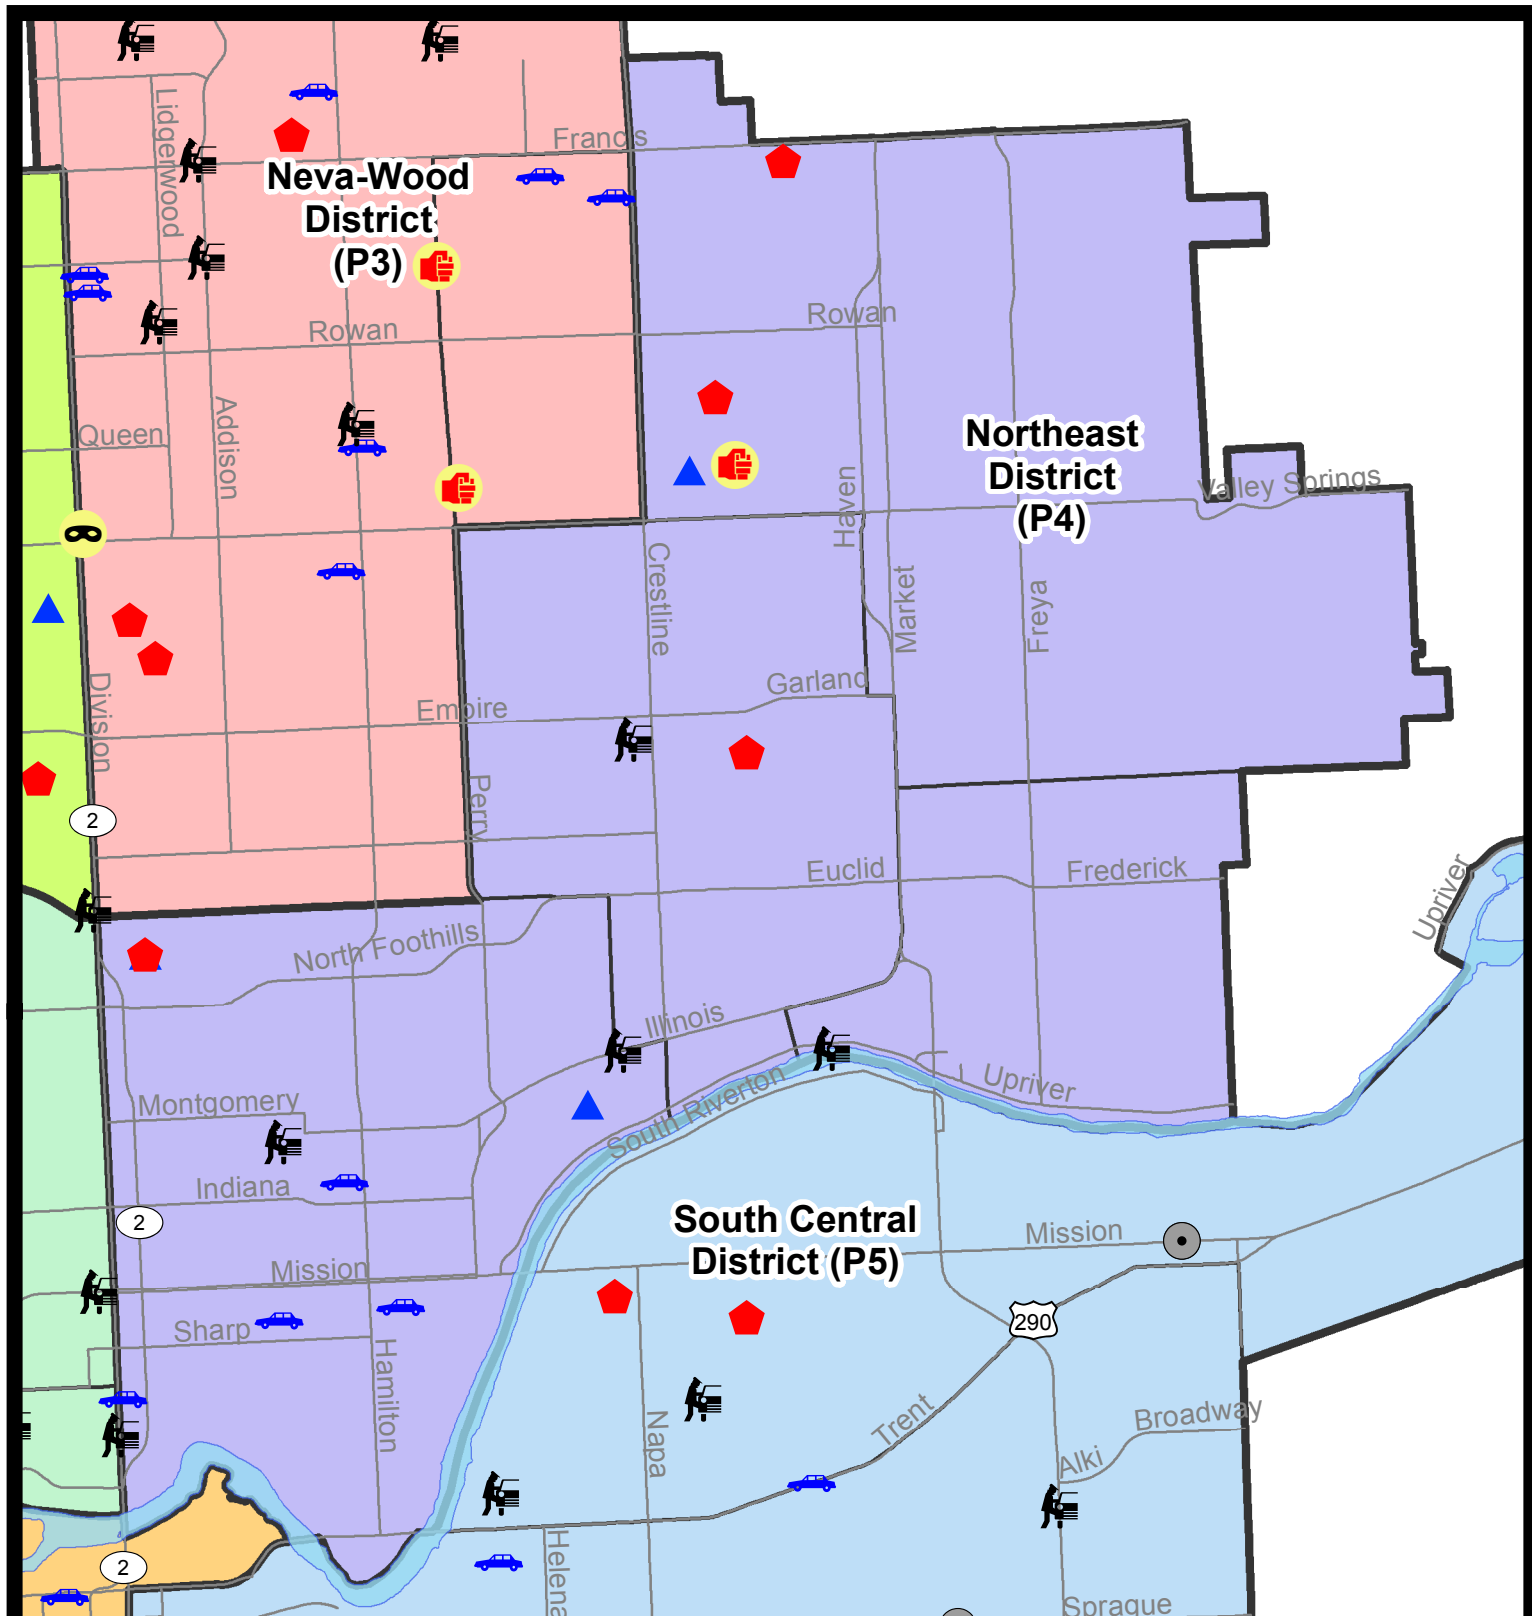 Francis
Lidgerwood
Neva-Wood
District
(P3)
Rowan
Rowan
Queen
Addison
Northeast
District
(P4)
Valley Springs
Haven
Crestline
Market
Freya
Garland
Division
Empire
Perry
2
Euclid
Frederick
Upriver
North Foothills
Illinois
Upriver
Montgomery
South Riverton
Indiana
2
South Central
District (P5)
Mission
Mission
Sharp
290
Hamilton
Napa
Trent
Broadway
Alki
Helena
2
Sprague